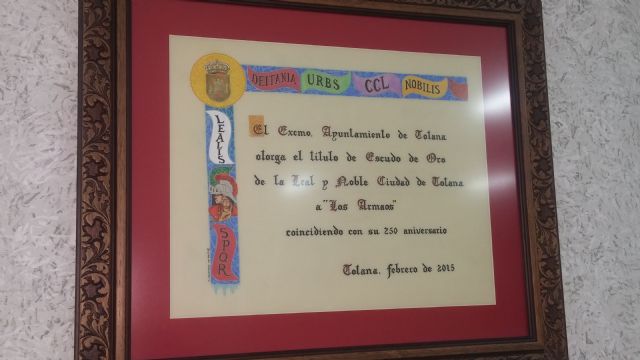 DEITANIA URBS CCL NOBILIS
LEALIS
SPQR
El Excmo. Ayuntamiento de Totana
otorga el título de Escudo de Oro
de la Leal y Noble Ciudad de Totana
a "Los Armaos"
coincidiendo con su 250 aniversario
Totana, febrero de 2015